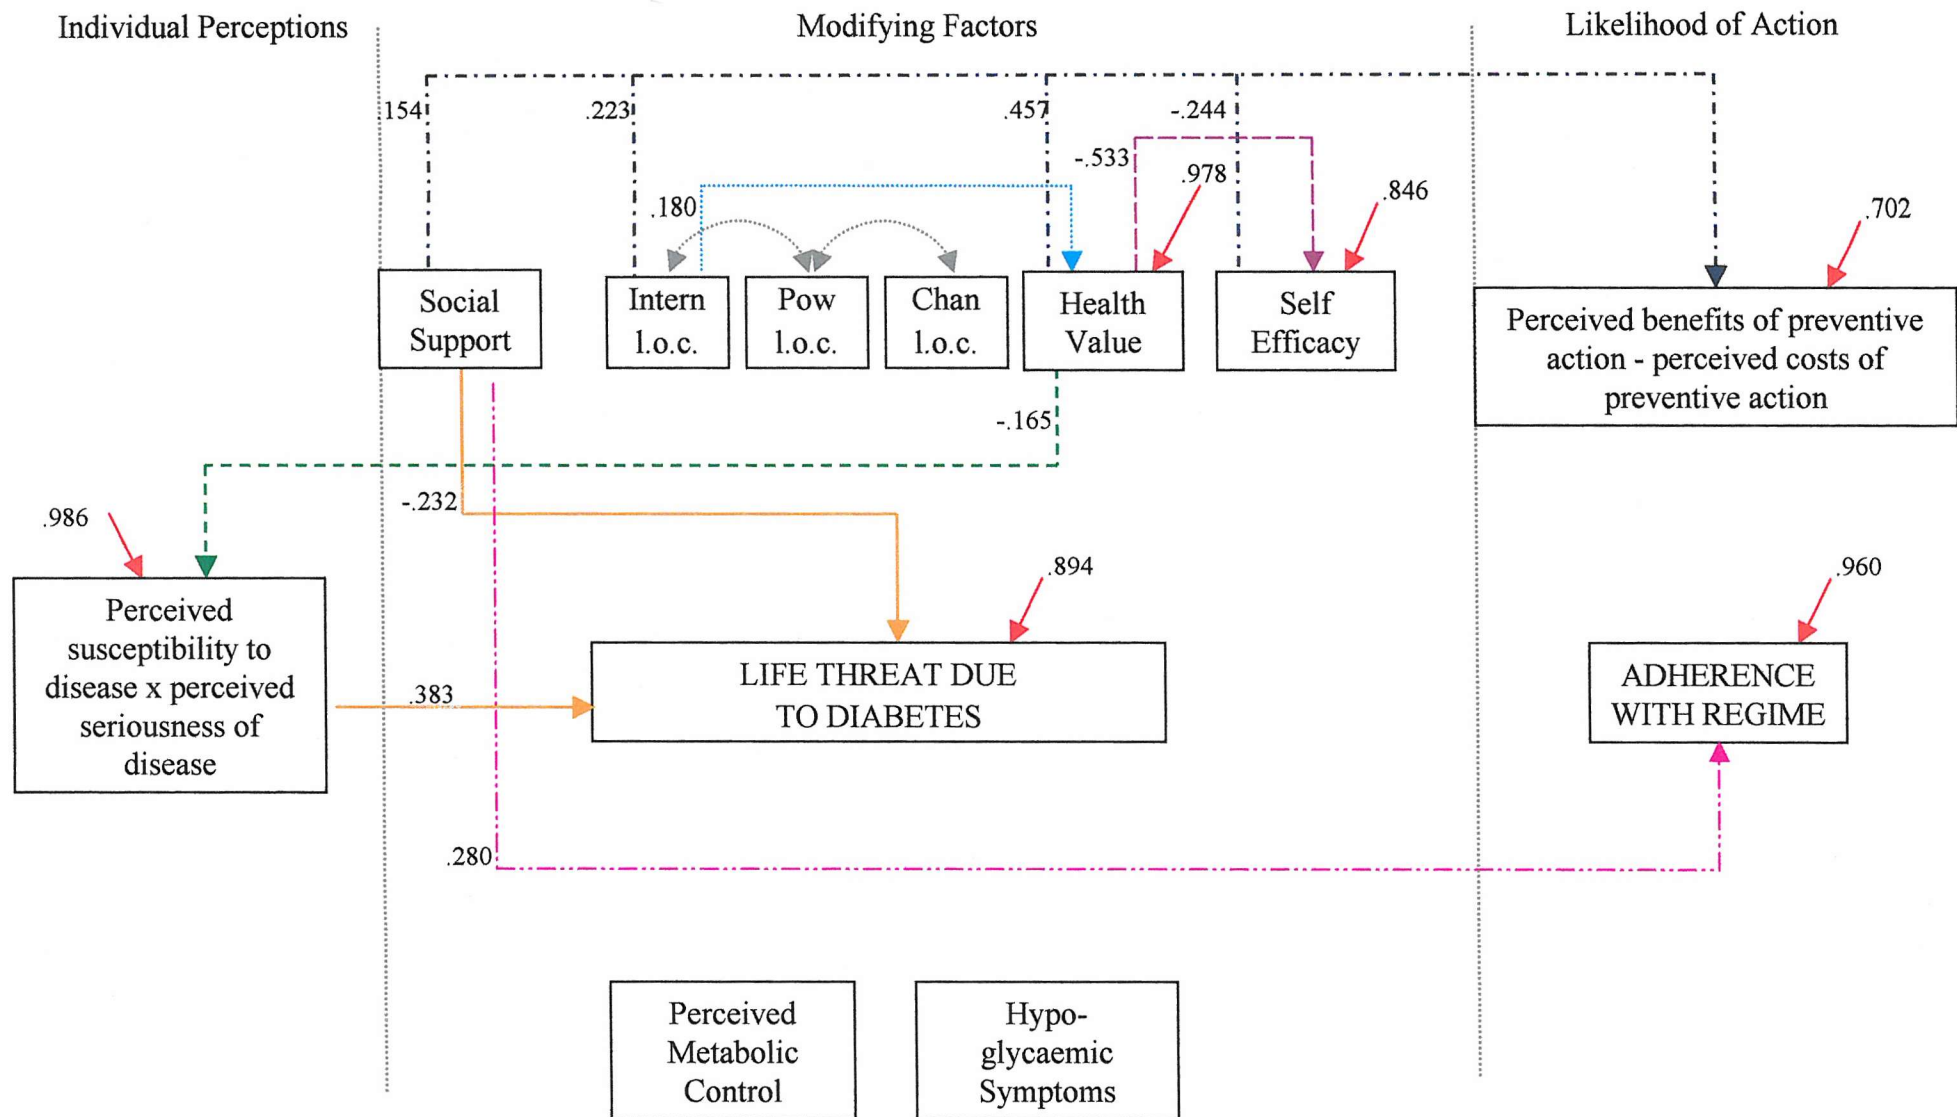 Individual Perceptions
Modifying Factors
Likelihood of Action
154
.223
.457
-.244
-.533
.978
.846
.702
.180
Social
Support
Intern
l.o.c.
Pow
l.o.c.
Chan
l.o.c.
Health
Value
Self
Efficacy
Perceived benefits of preventive
action - perceived costs of
preventive action
-.165
-.232
.986
.894
.960
Perceived
susceptibility to
disease x perceived
seriousness of
disease
.383
LIFE THREAT DUE
TO DIABETES
ADHERENCE
WITH REGIME
.280
Perceived
Metabolic
Control
Hypo-
glycaemic
Symptoms